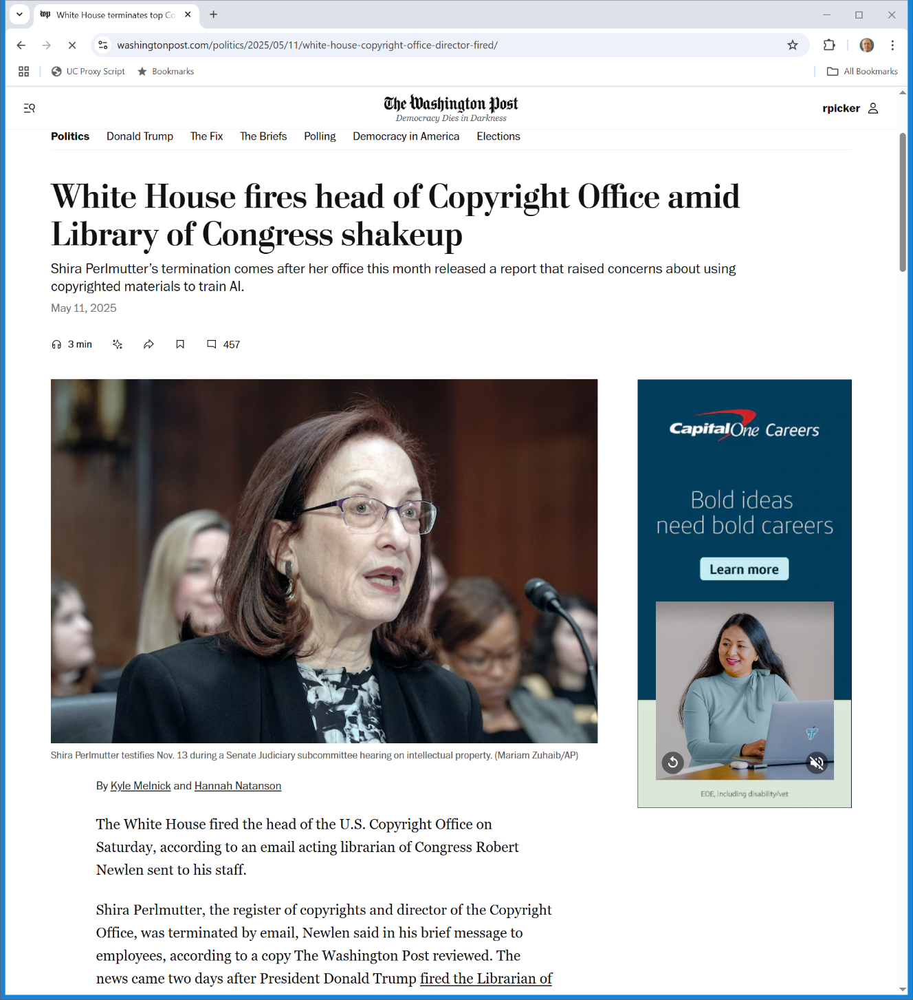 White House terminates top Co
washingtonpost.com/politics/2025/05/11/white-house-copyright-office-director-fired/
UC Proxy Script
Bookmarks
All Bookmarks
The Washington Post
Democracy Dies in Darkness
rpicker
Politics
Donald Trump
The Fix
The Briefs
Polling
Democracy in America
Elections
White House fires head of Copyright Office amid
Library of Congress shakeup
Shira Perlmutter’s termination comes after her office this month released a report that raised concerns about using
copyrighted materials to train AI.
May 11, 2025
3 min
457
Shira Perlmutter testifies Nov. 13 during a Senate Judiciary subcommittee hearing on intellectual property. (Mariam Zuhaib/AP)
By Kyle Melnick and Hannah Natanson
The White House fired the head of the U.S. Copyright Office on
Saturday, according to an email acting librarian of Congress Robert
Newlen sent to his staff.
Shira Perlmutter, the register of copyrights and director of the Copyright
Office, was terminated by email, Newlen said in his brief message to
employees, according to a copy The Washington Post reviewed. The
news came two days after President Donald Trump fired the Librarian of
CapitalOne Careers
Bold ideas
need bold careers
Learn more
EOE, including disability/vet